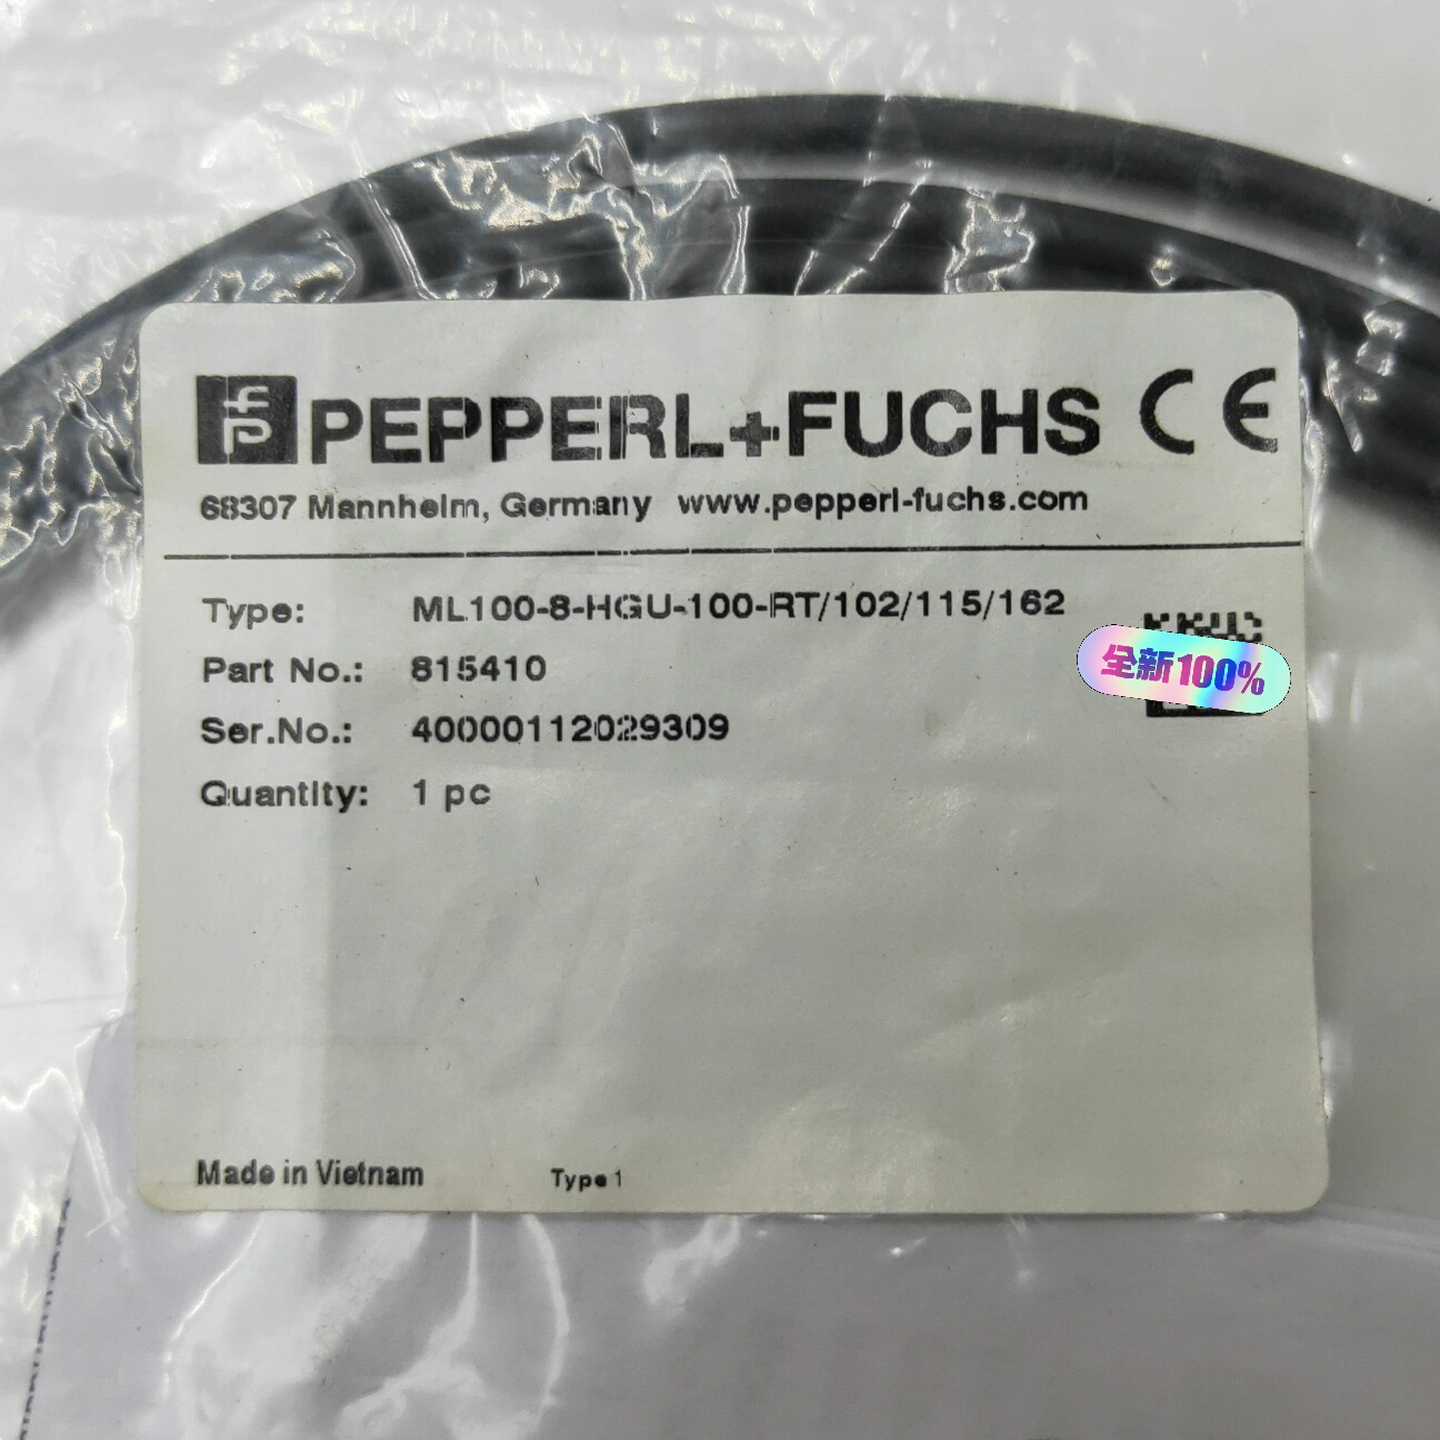 PEPPERL+FUCHS CE
68307 Mannheim, Germany www.pepperl-fuchs.com
Type: ML100-8-HGU-100-RT/102/115/162
Part No.: 815410
Ser.No.: 40000112029309
Quantity: 1 pc
全新100%
Made in Vietnam Type 1